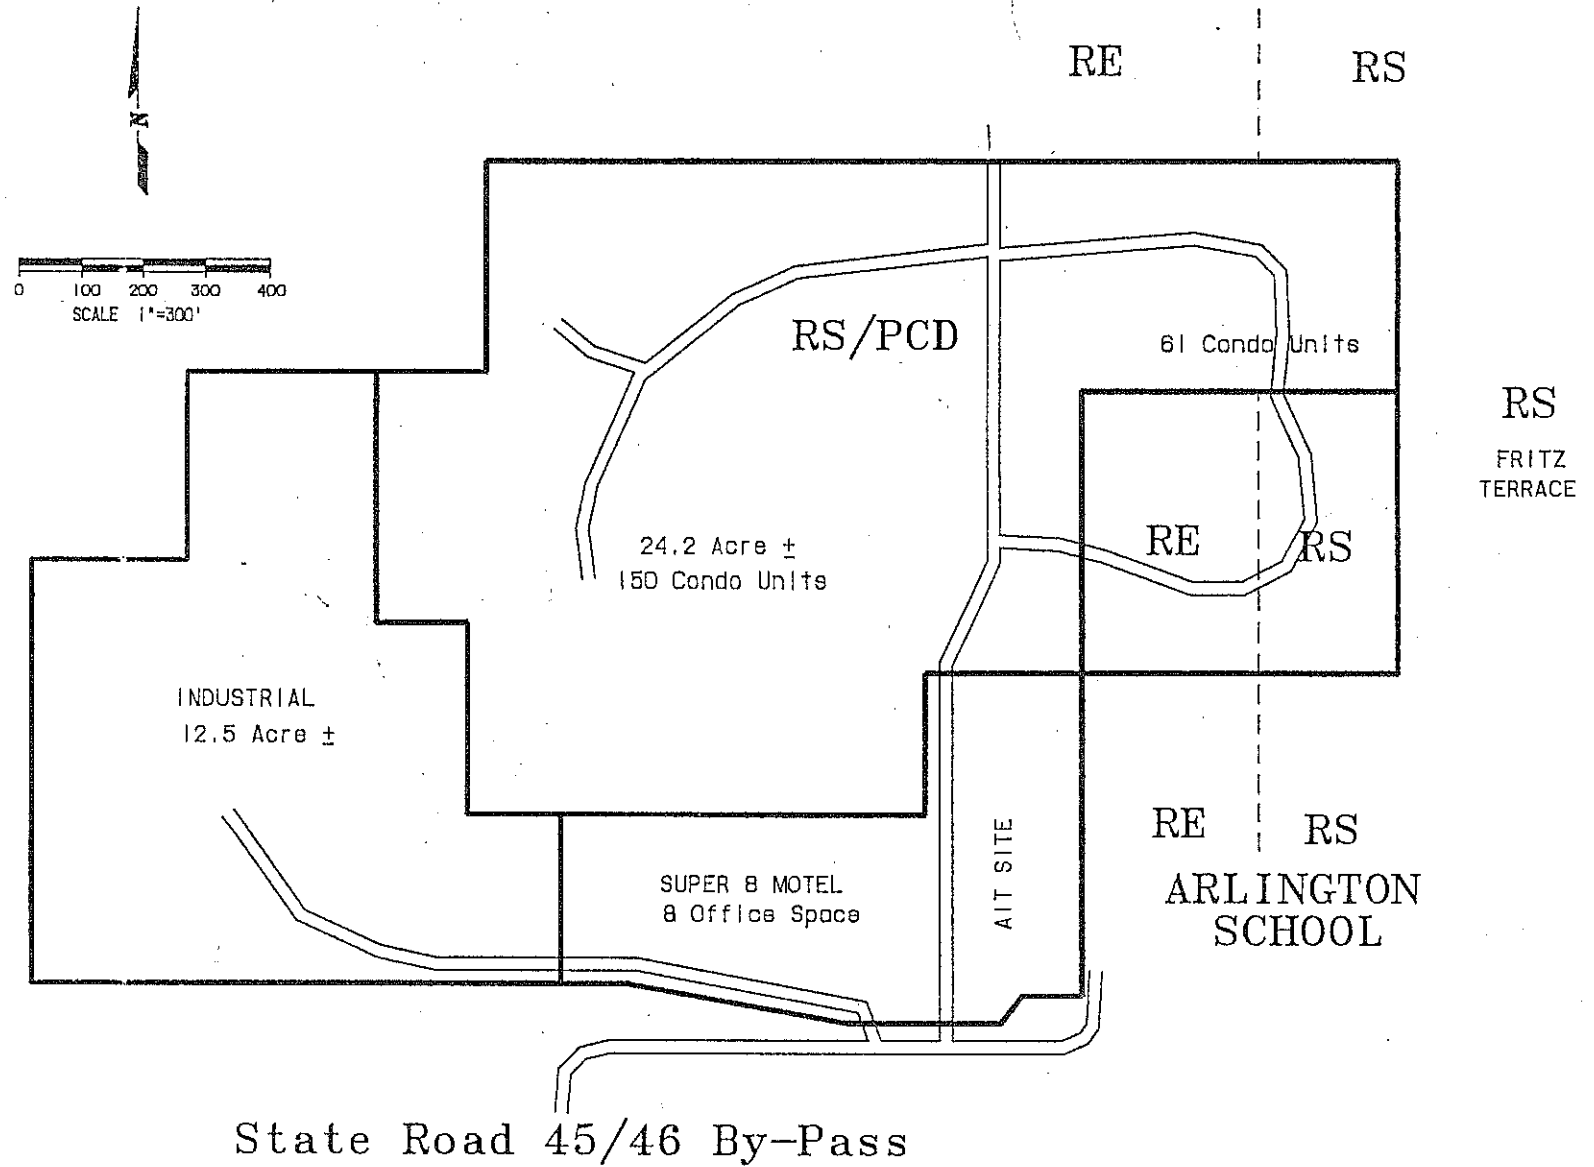 RE
RS
N
0 100 200 300 400
SCALE 1"=300'
RS/PCD
61 Condo Units
RS
FRITZ
TERRACE
24.2 Acre ±
150 Condo Units
RE
RS
INDUSTRIAL
12.5 Acre ±
RE
RS
AIT SITE
SUPER 8 MOTEL
8 Office Space
ARLINGTON
SCHOOL
State Road 45/46 By-Pass